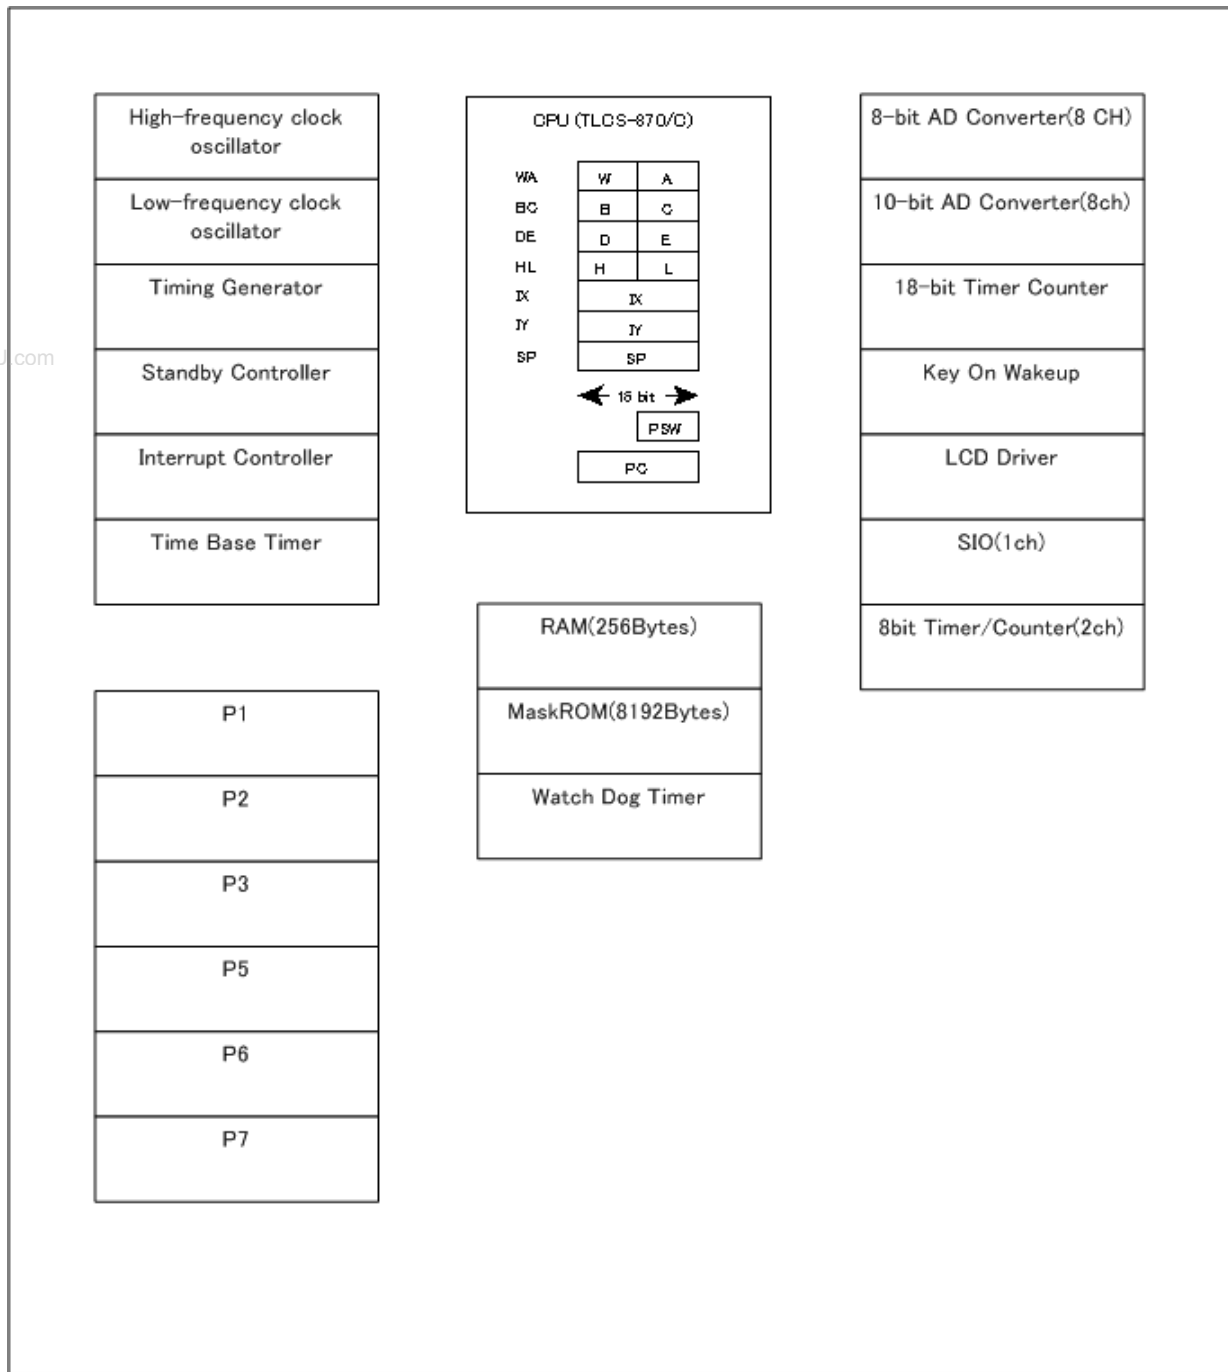 High-frequency clock
oscillator
Low-frequency clock
oscillator
Timing Generator
Standby Controller
Interrupt Controller
Time Base Timer
P1
P2
P3
P5
P6
P7
CPU (TLCS-870/C)
WA W A
BC B C
DE D E
HL H L
IX IX
IY IY
SP SP
16 bit
PSW
PC
RAM(256Bytes)
MaskROM(8192Bytes)
Watch Dog Timer
8-bit AD Converter(8 CH)
10-bit AD Converter(8ch)
18-bit Timer Counter
Key On Wakeup
LCD Driver
SIO(1ch)
8bit Timer/Counter(2ch)
.com